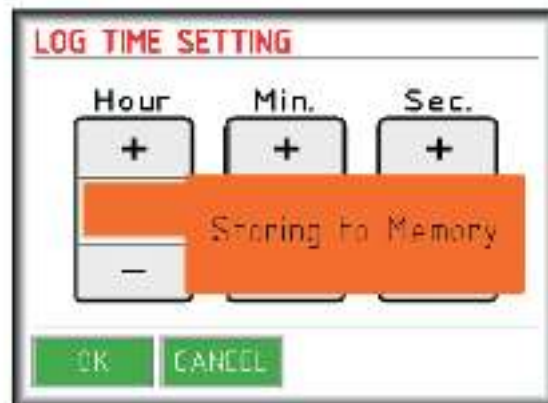 LOG TIME SETTING
Hour Min. Sec.
+ + +
Storing to Memory
−
OK CANCEL